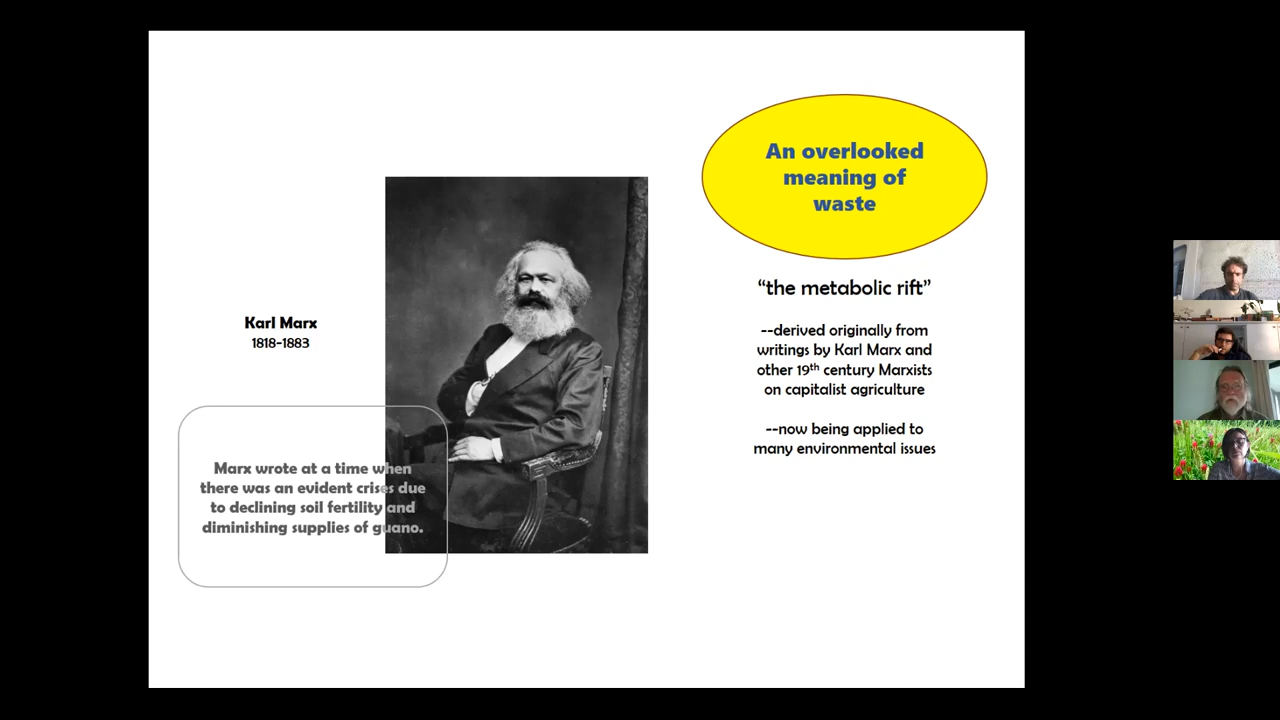 An overlooked
meaning of
waste
“the metabolic rift”
--derived originally from
writings by Karl Marx and
other 19th century Marxists
on capitalist agriculture
--now being applied to
many environmental issues
Karl Marx
1818-1883
Marx wrote at a time when
there was an evident crises due
to declining soil fertility and
diminishing supplies of guano.